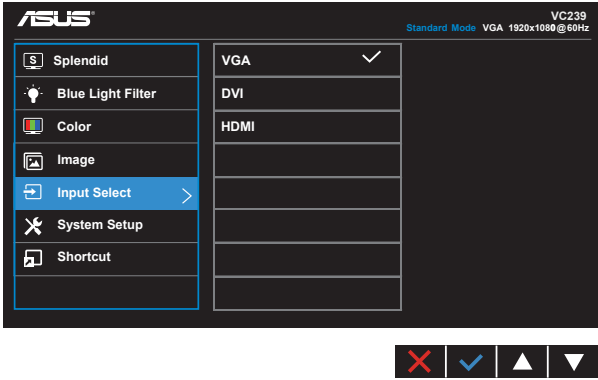 ASUS
VC239
Standard Mode VGA 1920x1080@60Hz
S Splendid
Blue Light Filter
Color
Image
Input Select
System Setup
Shortcut
VGA
DVI
HDMI